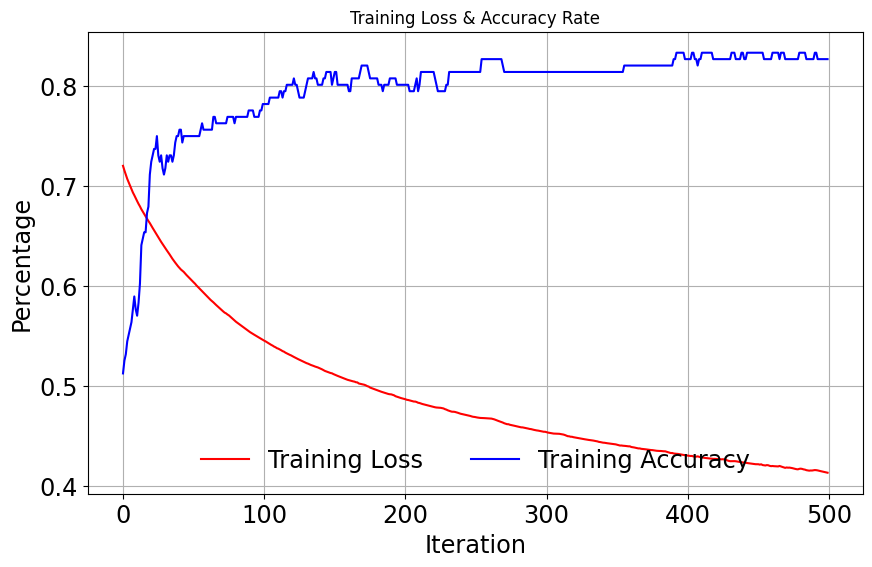 Training Loss & Accuracy Rate
Percentage
0.8
0.7
0.6
0.5
0.4
Training Loss
Training Accuracy
0 100 200 300 400 500
Iteration